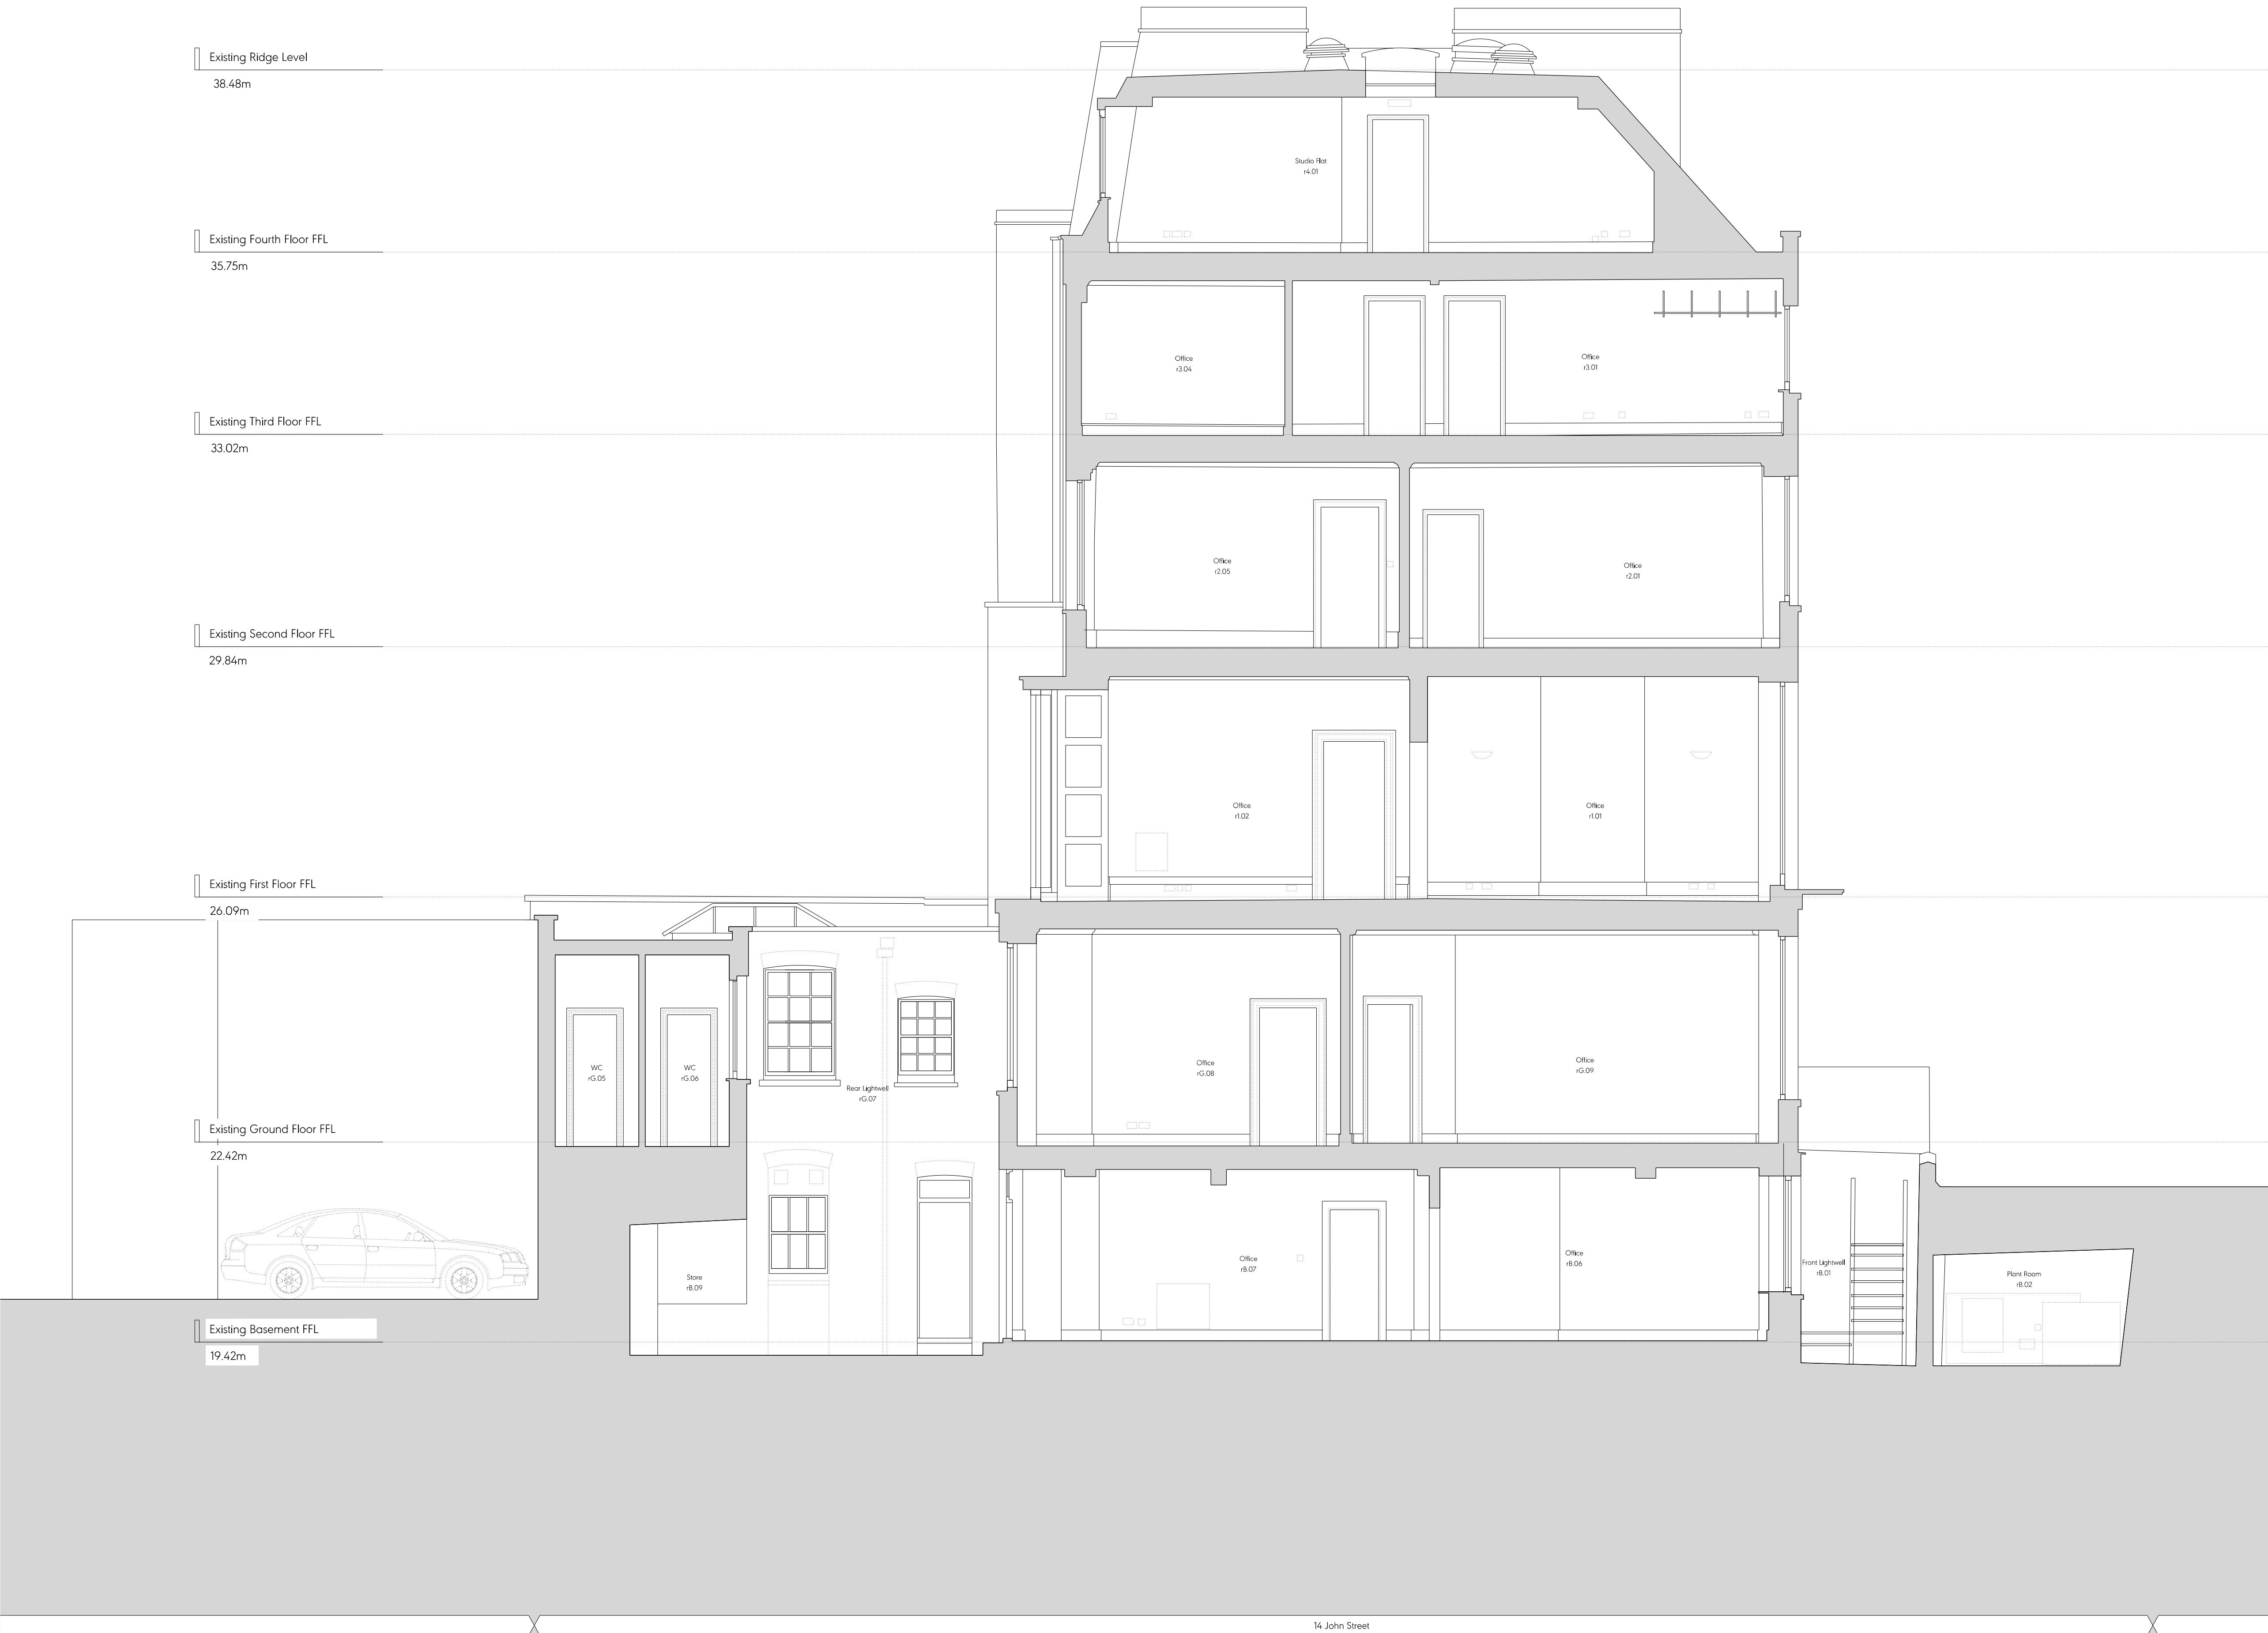 Existing Ridge Level
38.48m
Studio Flat
r4.01
Existing Fourth Floor FFL
35.75m
Office
r3.04
Office
r3.01
Existing Third Floor FFL
33.02m
Office
r2.05
Office
r2.01
Existing Second Floor FFL
29.84m
Office
r1.02
Office
r1.01
Existing First Floor FFL
26.09m
WC
rG.05
WC
rG.06
Rear Lightwell
rG.07
Office
rG.08
Office
rG.09
Existing Ground Floor FFL
22.42m
Store
rB.09
Office
rB.07
Office
rB.06
Front Lightwell
rB.01
Plant Room
rB.02
Existing Basement FFL
19.42m
14 John Street